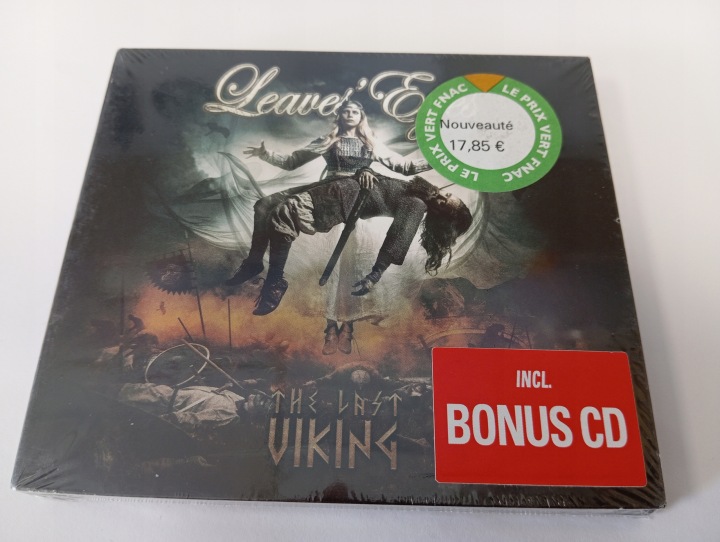 Leaves' E
LE PRIX VERT FNAC
LE PRIX VERT FNAC
Nouveauté
17,85 €
THE LAST
VIKING
INCL.
BONUS CD